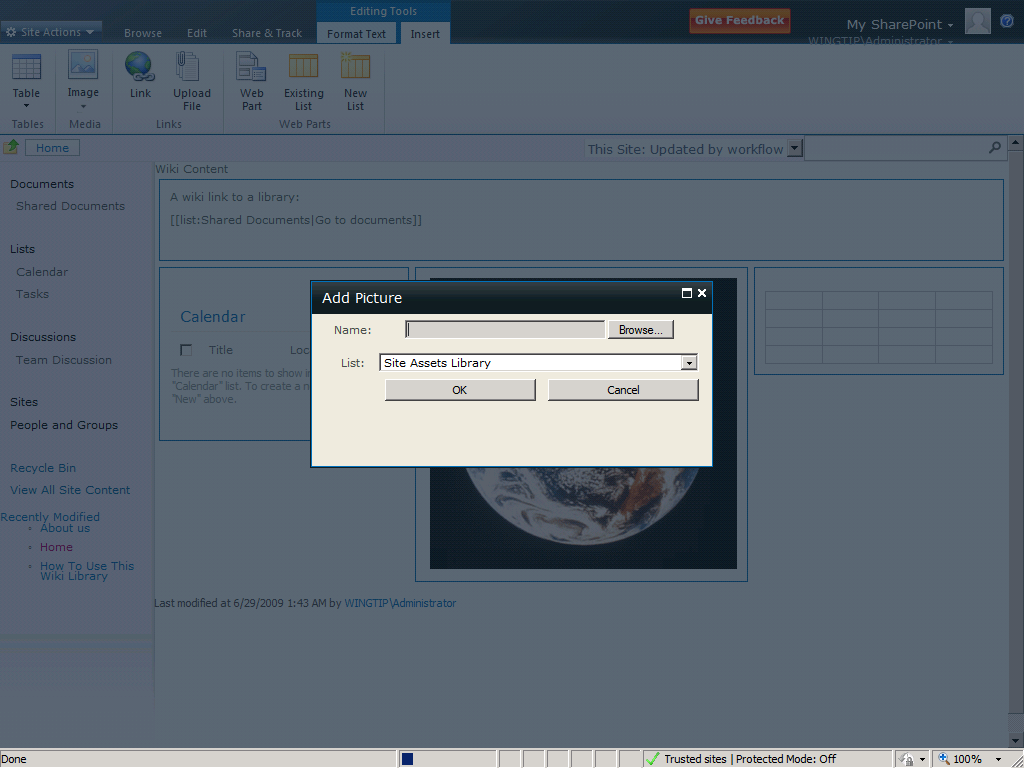 Editing Tools
Site Actions
Browse
Edit
Share & Track
Format Text
Insert
Give Feedback
My SharePoint
WINGTIP\Administrator
Table
Image
Link
Upload File
Web Part
Existing List
New List
Tables
Media
Links
Web Parts
Home
This Site: Updated by workflow
Wiki Content
Documents
Shared Documents
Lists
Calendar
Tasks
Discussions
Team Discussion
Sites
People and Groups
Recycle Bin
View All Site Content
Recently Modified
About us
Home
How To Use This
Wiki Library
A wiki link to a library:
[[list:Shared Documents|Go to documents]]
Calendar
Title
Loc
There are no items to show i
"Calendar" list. To create a n
"New" above.
Add Picture
Name:
Browse...
List:
Site Assets Library
OK
Cancel
Last modified at 6/29/2009 1:43 AM by WINGTIP\Administrator
Done
Trusted sites | Protected Mode: Off
100%